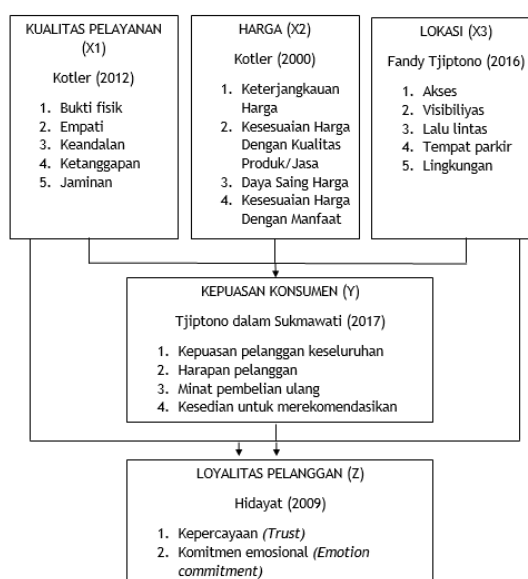 KUALITAS PELAYANAN
(X1)
Kotler (2012)
1. Bukti fisik
2. Empati
3. Keandalan
4. Ketanggapan
5. Jaminan
HARGA (X2)
Kotler (2000)
1. Keterjangkauan
Harga
2. Kesesuaian Harga
Dengan Kualitas
Produk/Jasa
3. Daya Saing Harga
4. Kesesuaian Harga
Dengan Manfaat
LOKASI (X3)
Fandy Tjiptono (2016)
1. Akses
2. Visibiliyas
3. Lalu lintas
4. Tempat parkir
5. Lingkungan
KEPUASAN KONSUMEN (Y)
Tjiptono dalam Sukmawati (2017)
1. Kepuasan pelanggan keseluruhan
2. Harapan pelanggan
3. Minat pembelian ulang
4. Kesedian untuk merekomendasikan
LOYALITAS PELANGGAN (Z)
Hidayat (2009)
1. Kepercayaan (Trust)
2. Komitmen emosional (Emotion
commitment)